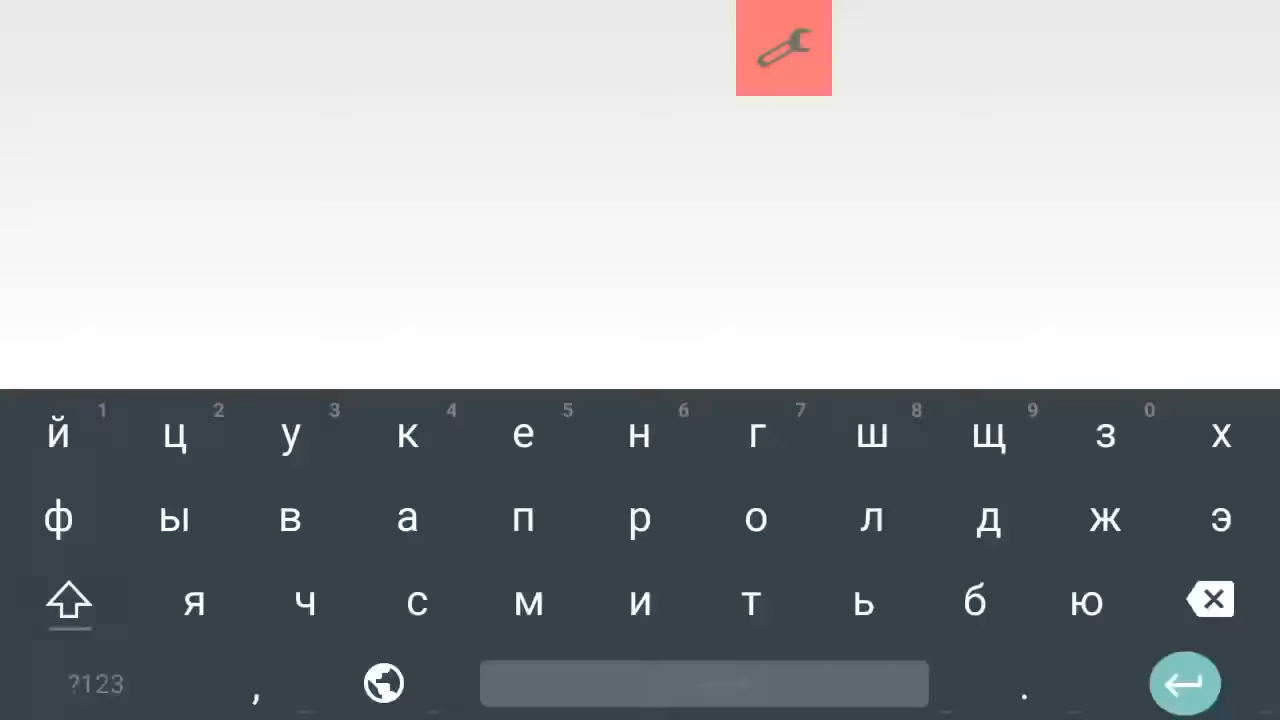 1 2 3 4 5 6 7 8 9 0
й ц у к е н г ш щ з х
ф ы в а п р о л д ж э
я ч с м и т ь б ю
?123 , .